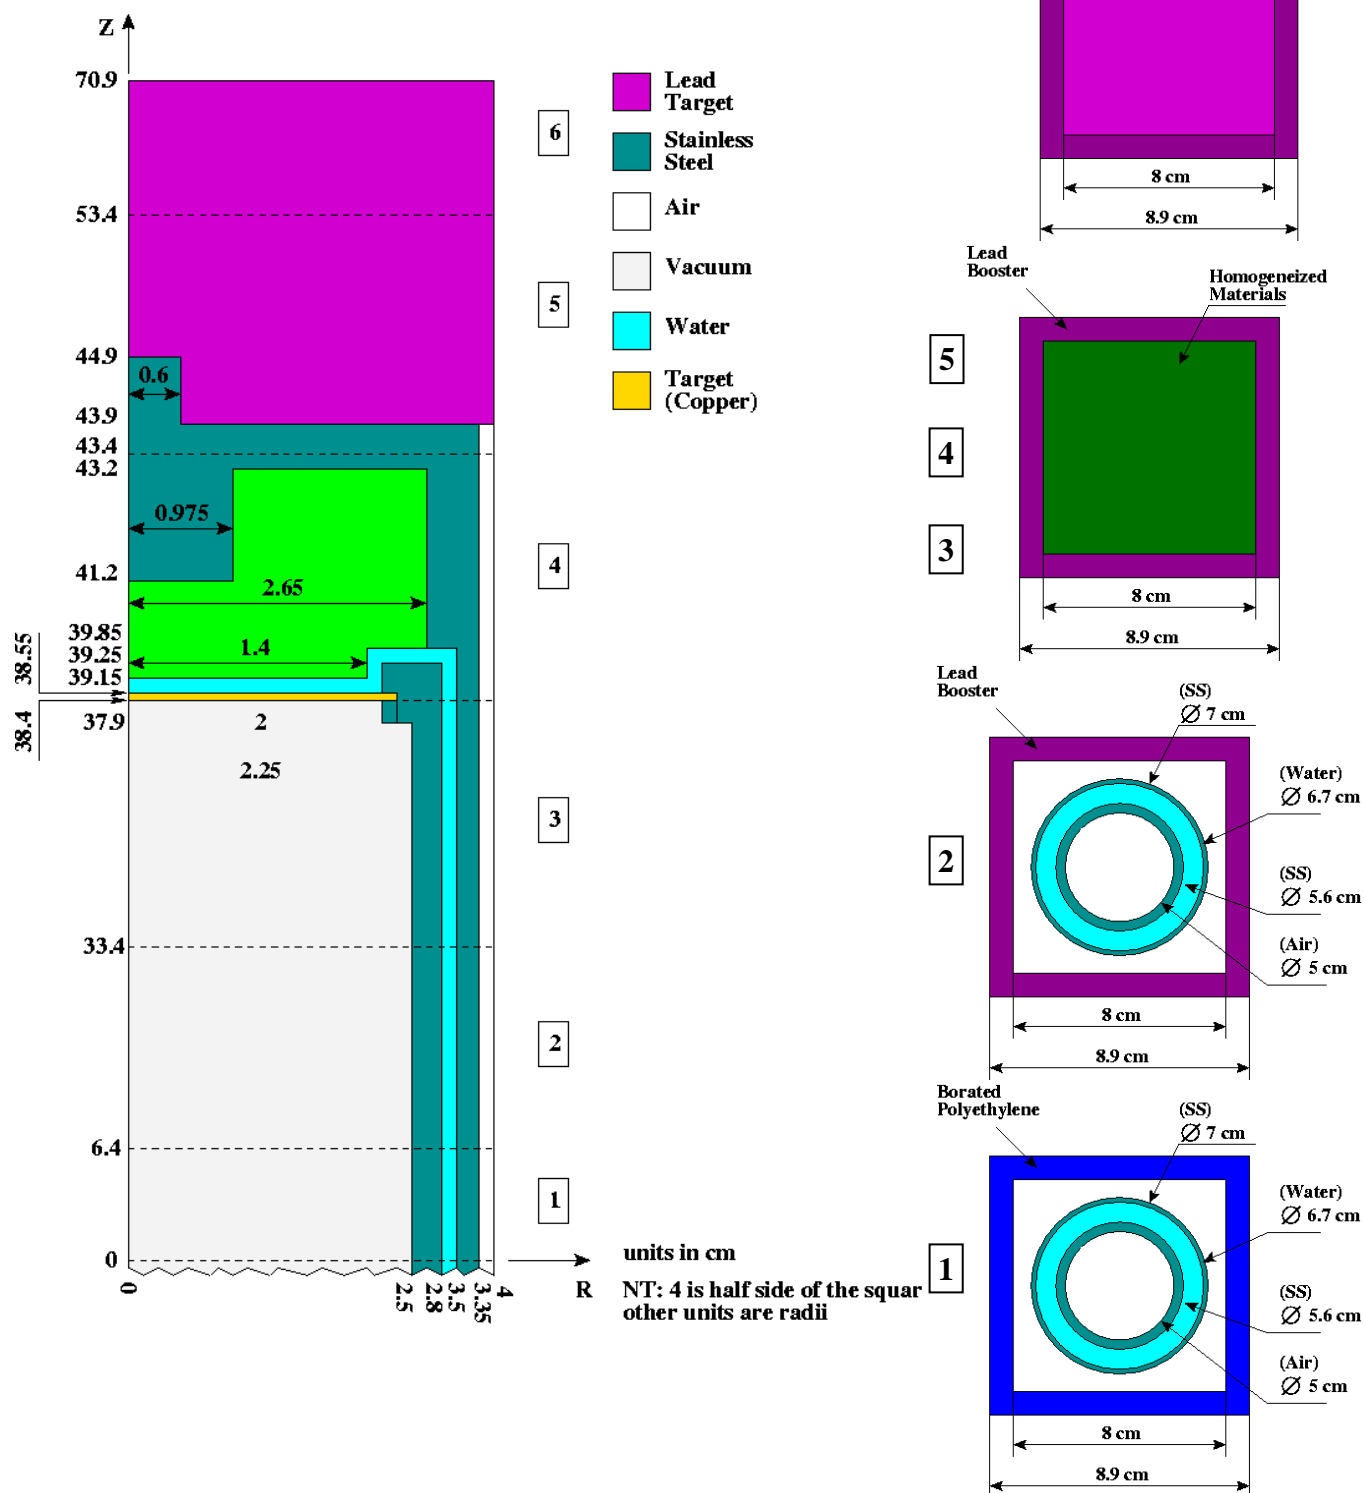 Z
70.9
53.4
44.9
43.9
43.4
43.2
41.2
39.85
39.25
39.15
38.55
38.4
37.9
33.4
6.4
0
0.6
0.975
2.65
1.4
2
2.25
0
2.5
2.8
3.5
3.35
4
R
6
5
4
3
2
1
Lead
Target
Stainless
Steel
Air
Vacuum
Water
Target
(Copper)
units in cm
NT: 4 is half side of the squar
other units are radii
8 cm
8.9 cm
Lead
Booster
Homogeneized
Materials
5
4
3
8 cm
8.9 cm
Lead
Booster
(SS)
∅ 7 cm
(Water)
∅ 6.7 cm
2
(SS)
∅ 5.6 cm
(Air)
∅ 5 cm
8 cm
8.9 cm
Borated
Polyethylene
(SS)
∅ 7 cm
(Water)
∅ 6.7 cm
1
(SS)
∅ 5.6 cm
(Air)
∅ 5 cm
8 cm
8.9 cm